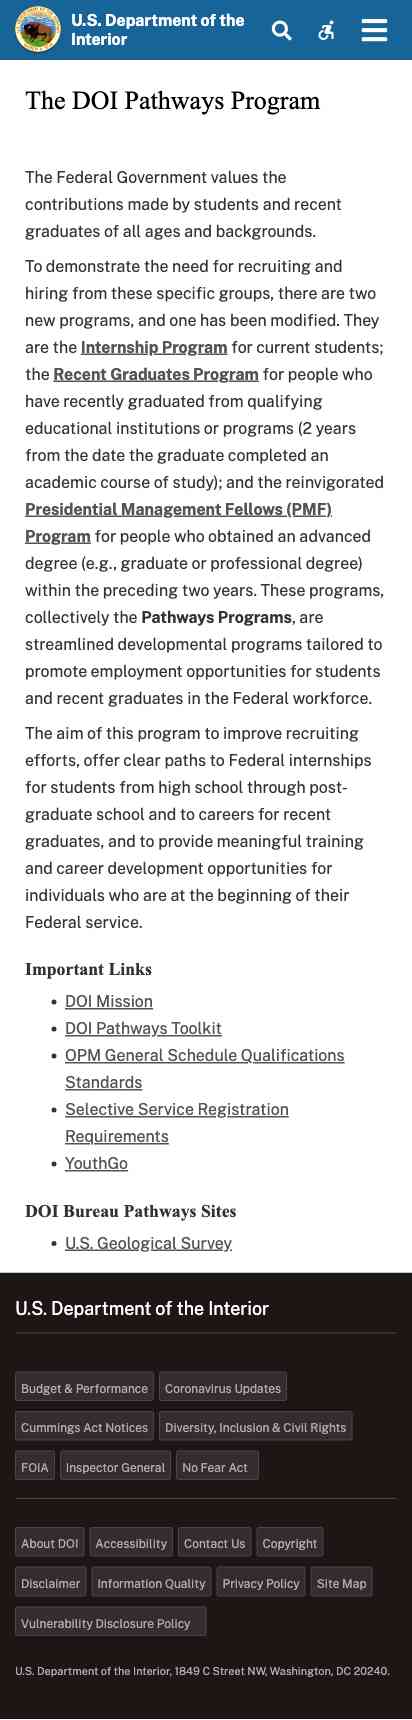 U.S. Department of the
Interior
The DOI Pathways Program
The Federal Government values the
contributions made by students and recent
graduates of all ages and backgrounds.
To demonstrate the need for recruiting and
hiring from these specific groups, there are two
new programs, and one has been modified. They
are the Internship Program for current students;
the Recent Graduates Program for people who
have recently graduated from qualifying
educational institutions or programs (2 years
from the date the graduate completed an
academic course of study); and the reinvigorated
Presidential Management Fellows (PMF)
Program for people who obtained an advanced
degree (e.g., graduate or professional degree)
within the preceding two years. These programs,
collectively the Pathways Programs, are
streamlined developmental programs tailored to
promote employment opportunities for students
and recent graduates in the Federal workforce.
The aim of this program to improve recruiting
efforts, offer clear paths to Federal internships
for students from high school through post-
graduate school and to careers for recent
graduates, and to provide meaningful training
and career development opportunities for
individuals who are at the beginning of their
Federal service.
Important Links
• DOI Mission
• DOI Pathways Toolkit
• OPM General Schedule Qualifications
Standards
• Selective Service Registration
Requirements
• YouthGo
DOI Bureau Pathways Sites
• U.S. Geological Survey
U.S. Department of the Interior
Budget & Performance Coronavirus Updates
Cummings Act Notices Diversity, Inclusion & Civil Rights
FOIA Inspector General No Fear Act
About DOI Accessibility Contact Us Copyright
Disclaimer Information Quality Privacy Policy Site Map
Vulnerability Disclosure Policy
U.S. Department of the Interior, 1849 C Street NW, Washington, DC 20240.